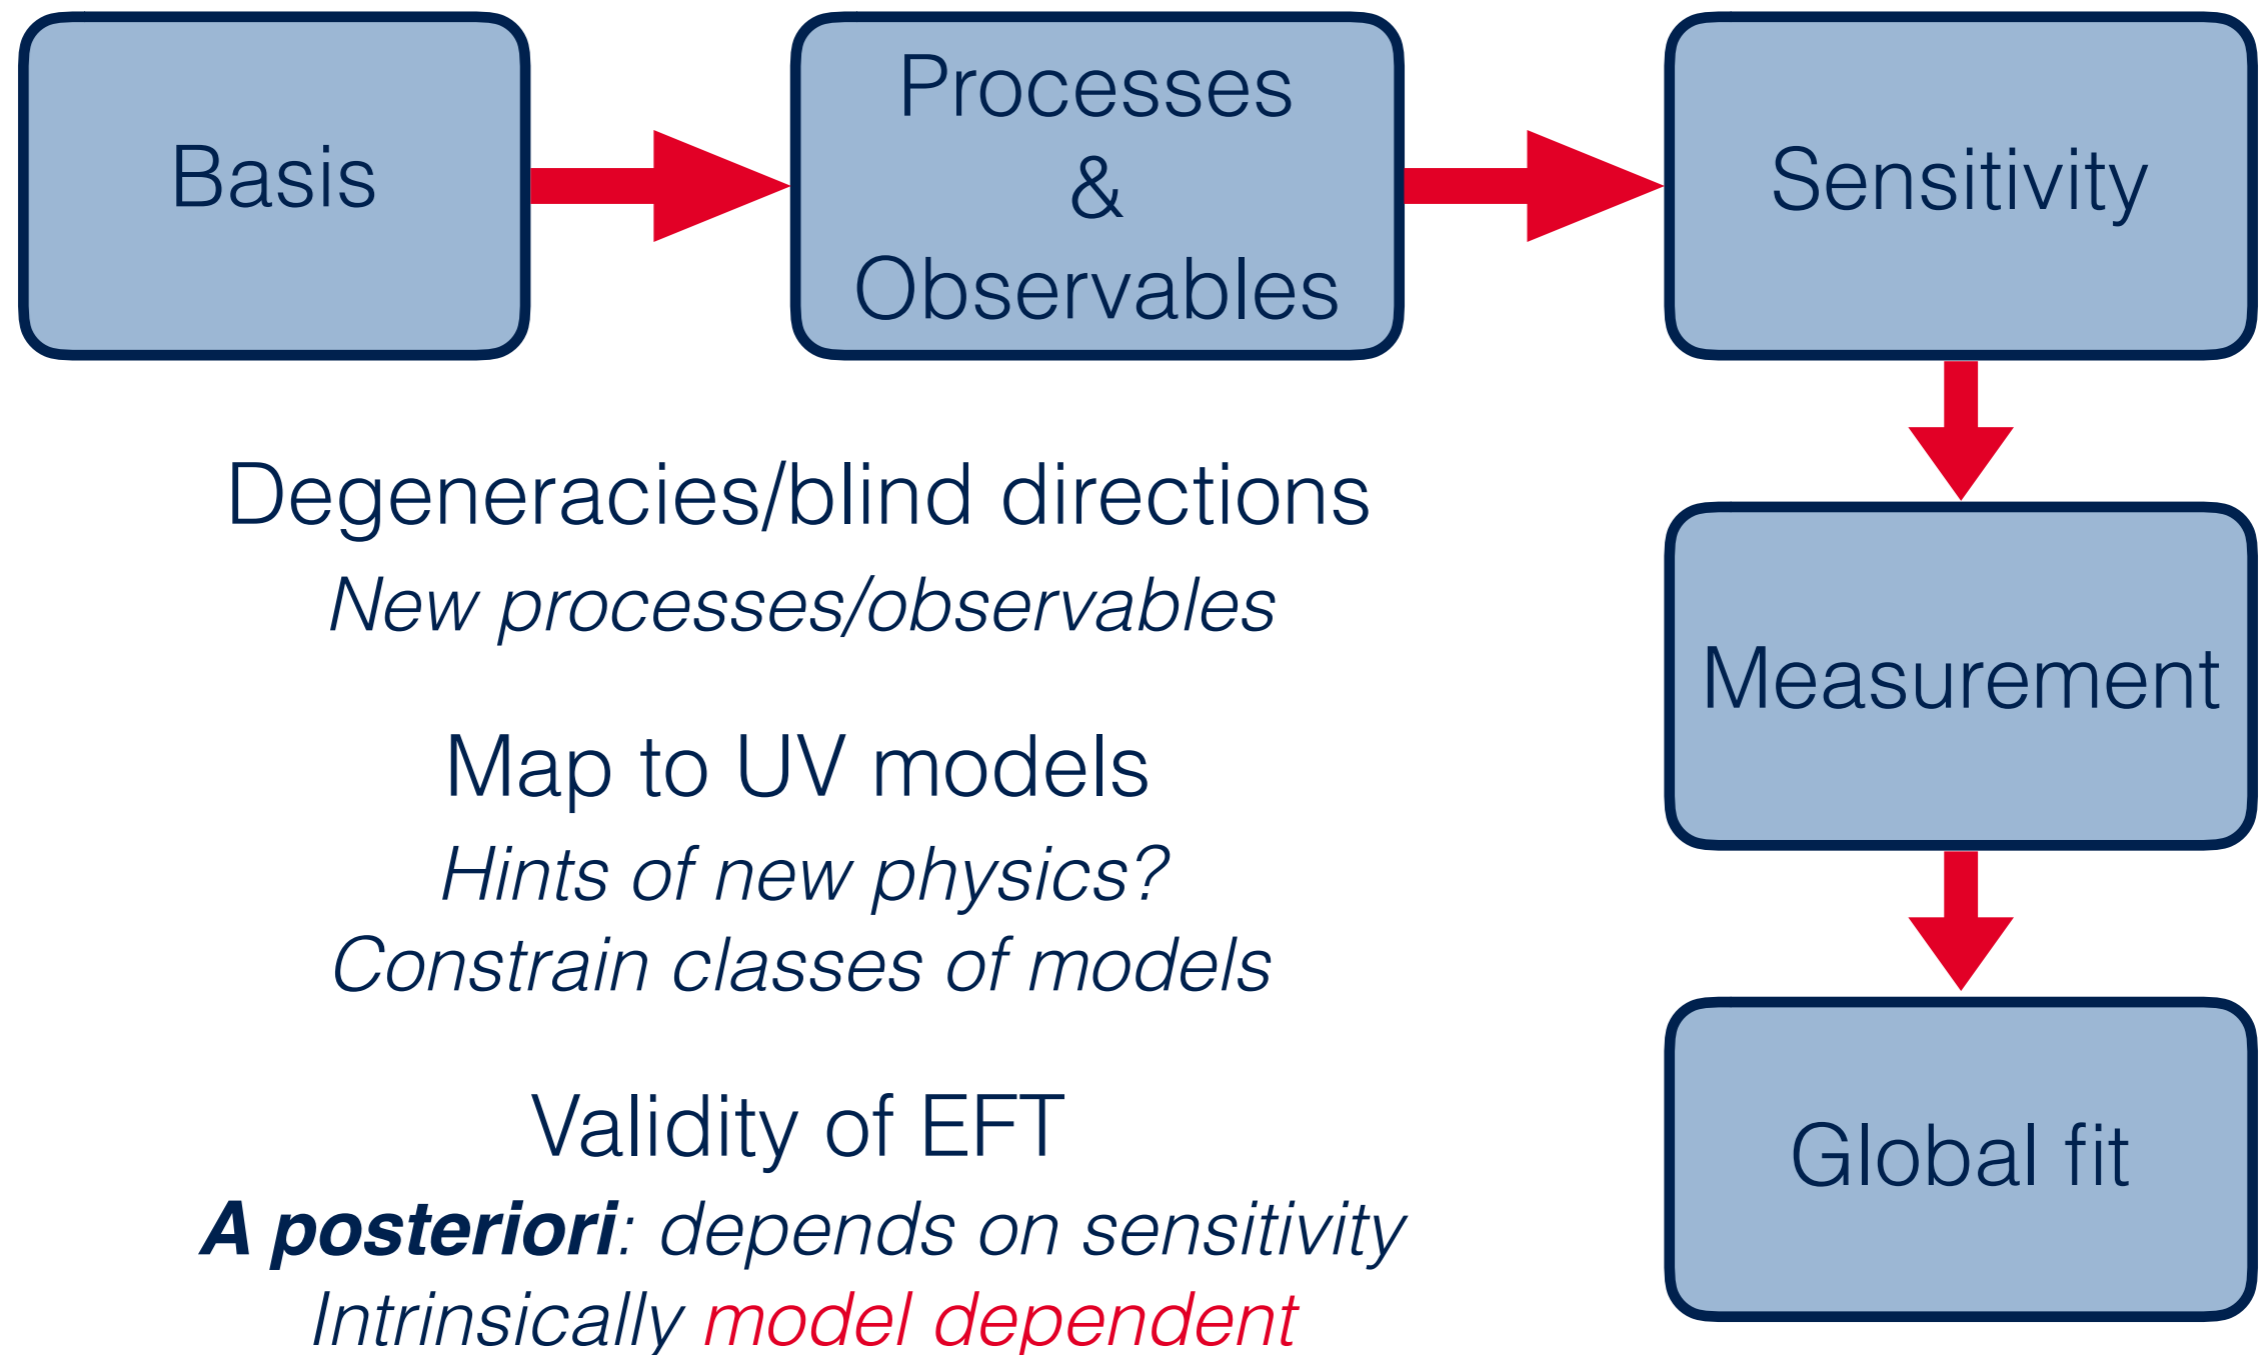 Basis
Processes
&
Observables
Sensitivity
Degeneracies/blind directions
New processes/observables
Measurement
Map to UV models
Hints of new physics?
Constrain classes of models
Validity of EFT
A posteriori: depends on sensitivity
Intrinsically model dependent
Global fit